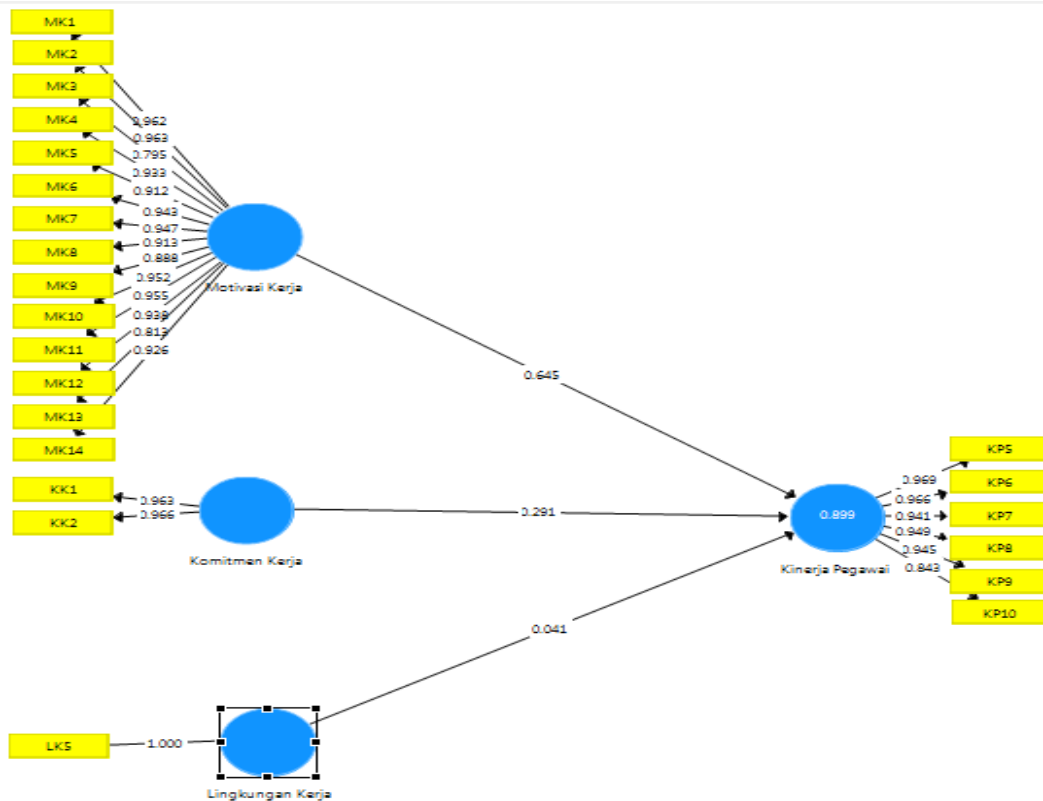 MK1
MK2
MK3
MK4
MK5
MK6
MK7
MK8
MK9
MK10
MK11
MK12
MK13
MK14
0.962
0.963
0.795
0.933
0.912
0.943
0.947
0.913
0.888
0.952
0.955
0.938
0.813
0.926
Motivasi Kerja
0.645
KK1
KK2
0.963
0.966
Komitmen Kerja
0.291
0.899
Kinerja Pegawai
0.969
0.966
0.941
0.949
0.945
0.843
KP5
KP6
KP7
KP8
KP9
KP10
0.041
LK5
1.000
Lingkungan Kerja